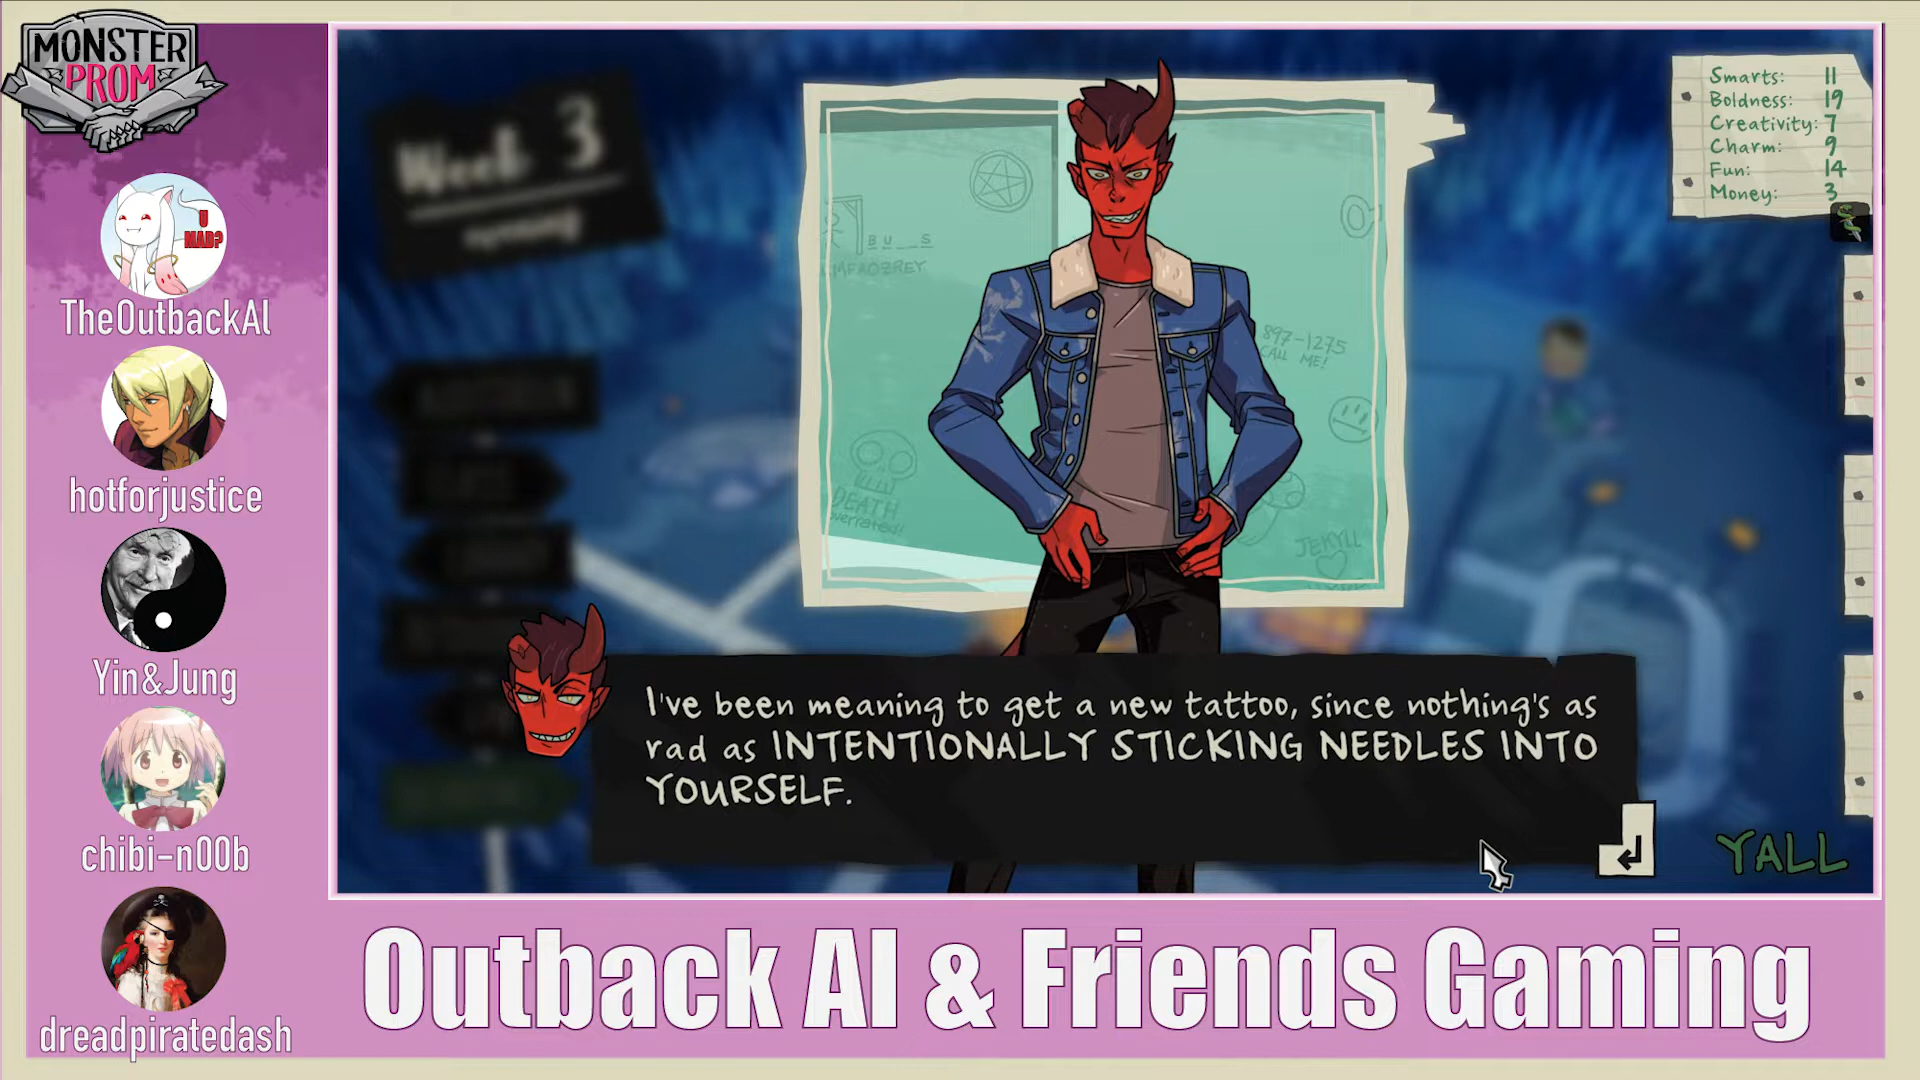 MONSTER
PROM
U
MAD?
TheOutbackAl
hotforjustice
Yin&Jung
chibi-n00b
dreadpiratedash
Week 3
evening
B U _ _ S
DEATH
overrated!
897-1275
CALL ME!
JEKYLL
Smarts: 11
Boldness: 19
Creativity: 7
Charm: 9
Fun: 14
Money: 3
I've been meaning to get a new tattoo, since nothing's as
rad as INTENTIONALLY STICKING NEEDLES INTO
YOURSELF.
YALL
Outback Al & Friends Gaming